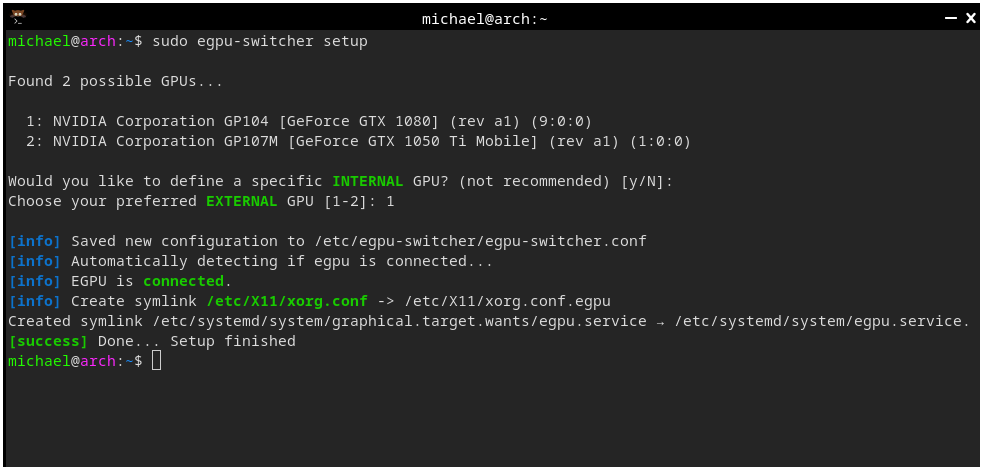 michael@arch:~
michael@arch:~$ sudo egpu-switcher setup
Found 2 possible GPUs...
1: NVIDIA Corporation GP104 [GeForce GTX 1080] (rev a1) (9:0:0)
2: NVIDIA Corporation GP107M [GeForce GTX 1050 Ti Mobile] (rev a1) (1:0:0)
Would you like to define a specific INTERNAL GPU? (not recommended) [y/N]:
Choose your preferred EXTERNAL GPU [1-2]: 1
[info] Saved new configuration to /etc/egpu-switcher/egpu-switcher.conf
[info] Automatically detecting if egpu is connected...
[info] EGPU is connected.
[info] Create symlink /etc/X11/xorg.conf -> /etc/X11/xorg.conf.egpu
Created symlink /etc/systemd/system/graphical.target.wants/egpu.service → /etc/systemd/system/egpu.service.
[success] Done... Setup finished
michael@arch:~$